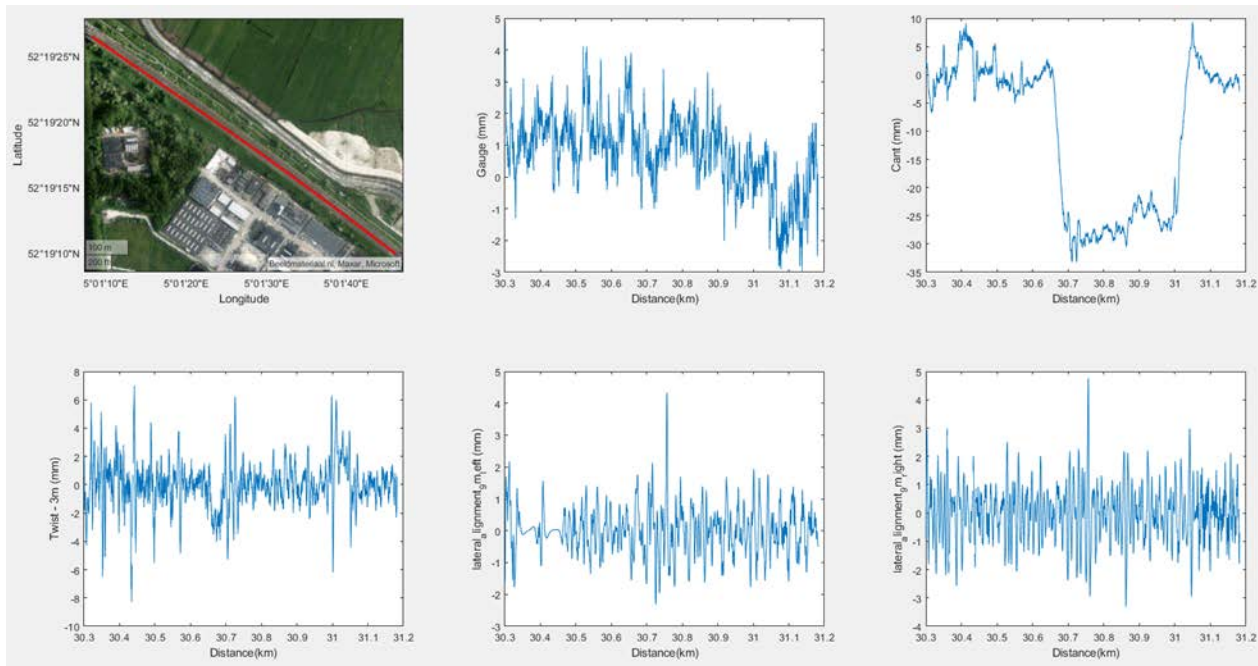 52°19'25"N
52°19'20"N
52°19'15"N
52°19'10"N
Latitude
100 m
200 ft
Beeldmateriaal.nl, Maxar, Microsoft
5°01'10"E 5°01'20"E 5°01'30"E 5°01'40"E
Longitude
5
4
3
2
1
0
-1
-2
-3
Gauge (mm)
30.3 30.4 30.5 30.6 30.7 30.8 30.9 31 31.1 31.2
Distance(km)
10
5
0
-5
-10
-15
-20
-25
-30
-35
Cant (mm)
30.3 30.4 30.5 30.6 30.7 30.8 30.9 31 31.1 31.2
Distance(km)
8
6
4
2
0
-2
-4
-6
-8
-10
Twist - 3m (mm)
30.3 30.4 30.5 30.6 30.7 30.8 30.9 31 31.1 31.2
Distance(km)
5
4
3
2
1
0
-1
-2
-3
lateral_alignment_9m_left (mm)
30.3 30.4 30.5 30.6 30.7 30.8 30.9 31 31.1 31.2
Distance(km)
5
4
3
2
1
0
-1
-2
-3
-4
lateral_alignment_9m_right (mm)
30.3 30.4 30.5 30.6 30.7 30.8 30.9 31 31.1 31.2
Distance(km)